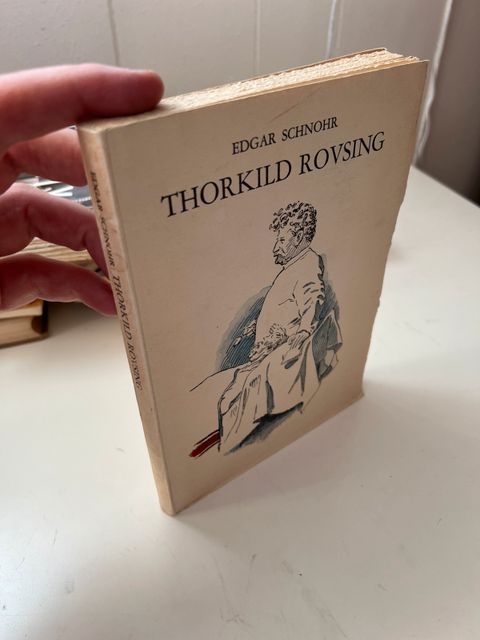 EDGAR SCHNOHR
THORKILD ROVSING
EDGAR SCHNOHR: THORKILD ROVSING